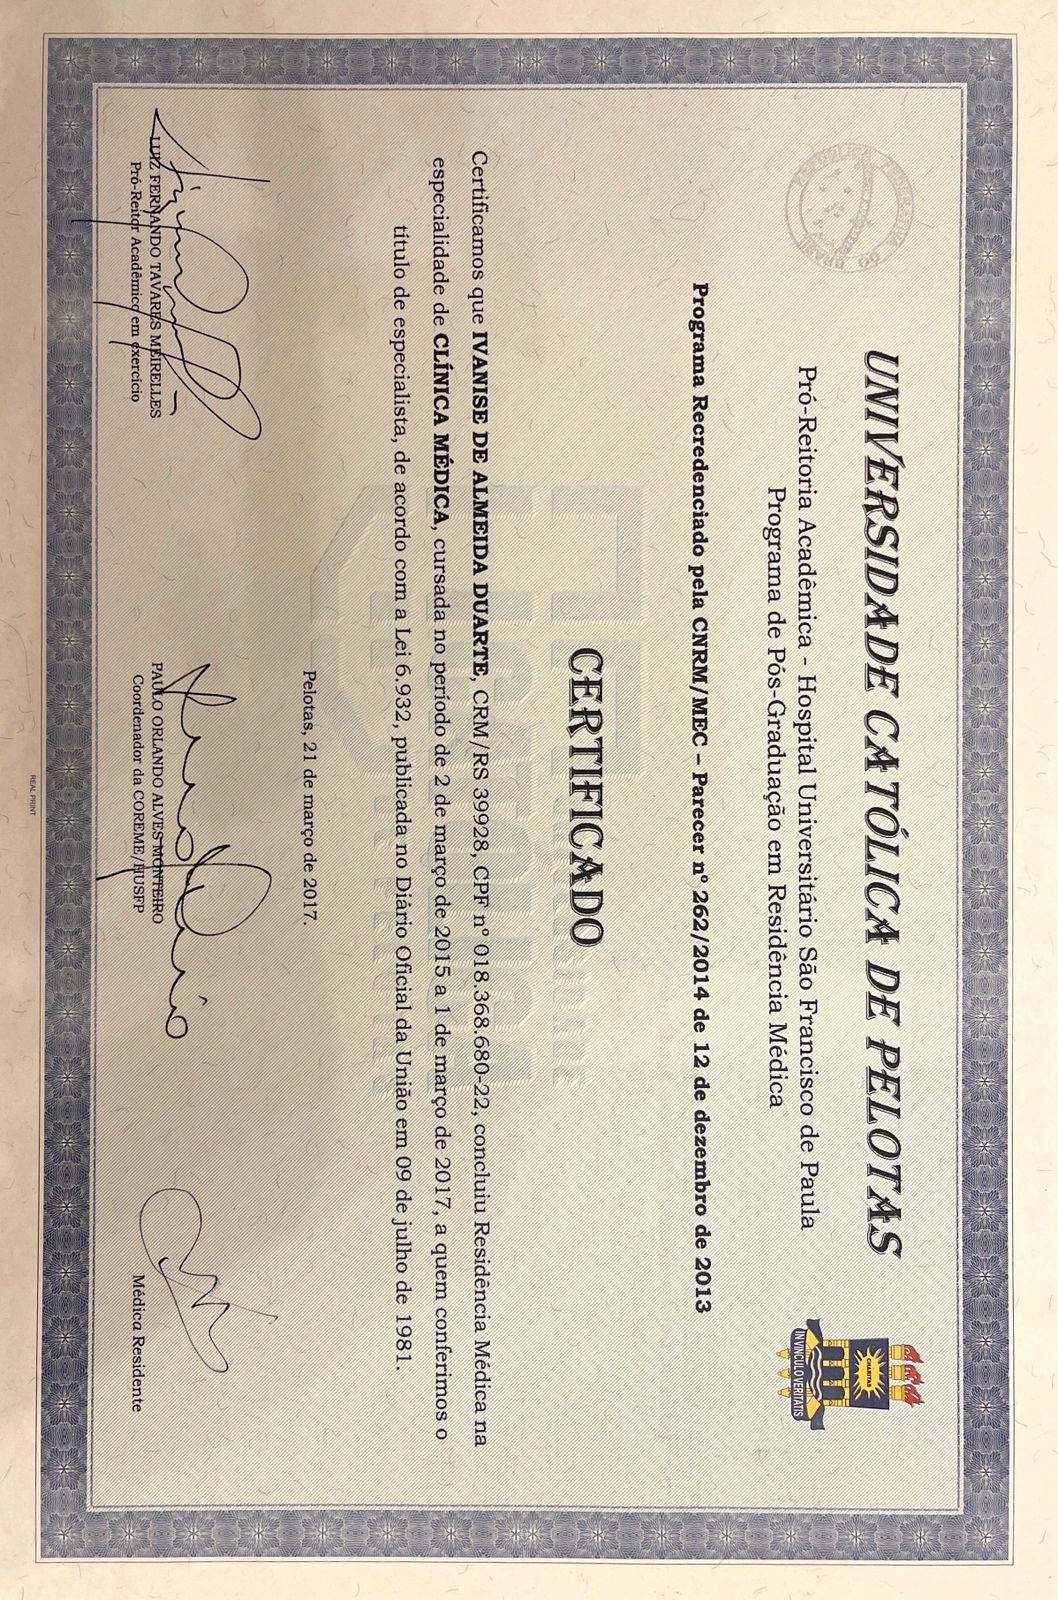 UNIVERSIDADE CATÓLICA DE PELOTAS
Pró-Reitoria Acadêmica - Hospital Universitário São Francisco de Paula
Programa de Pós-Graduação em Residência Médica
REPÚBLICA FEDERATIVA DO BRASIL
CHARITAS
IN VINCULO VERITATIS
Programa Recredenciado pela CNRM/MEC – Parecer nº 262/2014 de 12 de dezembro de 2013
CERTIFICADO
Certificamos que IVANISE DE ALMEIDA DUARTE, CRM/RS 39928, CPF nº 018.368.680-22, concluiu Residência Médica na
especialidade de CLÍNICA MÉDICA, cursada no período de 2 de março de 2015 a 1 de março de 2017, a quem conferimos o
título de especialista, de acordo com a Lei 6.932, publicada no Diário Oficial da União em 09 de julho de 1981.
Pelotas, 21 de março de 2017.
LUIZ FERNANDO TAVARES MEIRELLES
Pró-Reitor Acadêmico em exercício
PAULO ORLANDO ALVES MONTEIRO
Coordenador da COREME/HUSFP
Médica Residente
REAL PRINT